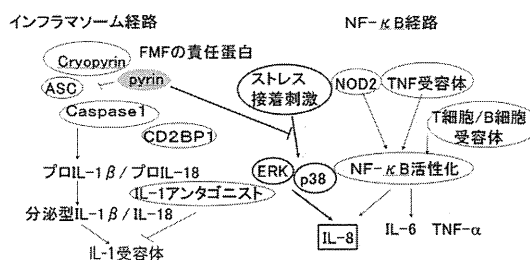 インフラマソーム経路
NF-κB経路
Cryopyrin
FMFの責任蛋白
ASC
pyrin
Caspase1
CD2BP1
ストレス
接着刺激
NOD2
TNF受容体
T細胞/B細胞
受容体
プロIL-1β/プロIL-18
ERK
p38
NF-κB活性化
IL-1アンタゴニスト
分泌型IL-1β/IL-18
IL-1受容体
IL-8
IL-6 TNF-α